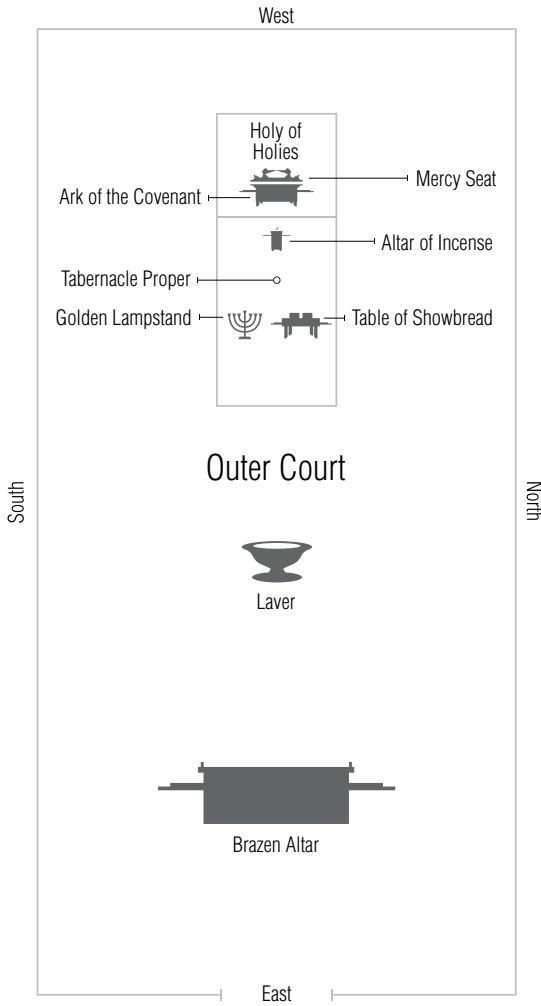 West
Holy of
Holies
Mercy Seat
Ark of the Covenant
Altar of Incense
Tabernacle Proper
Golden Lampstand
Table of Showbread
Outer Court
South
North
Laver
Brazen Altar
East